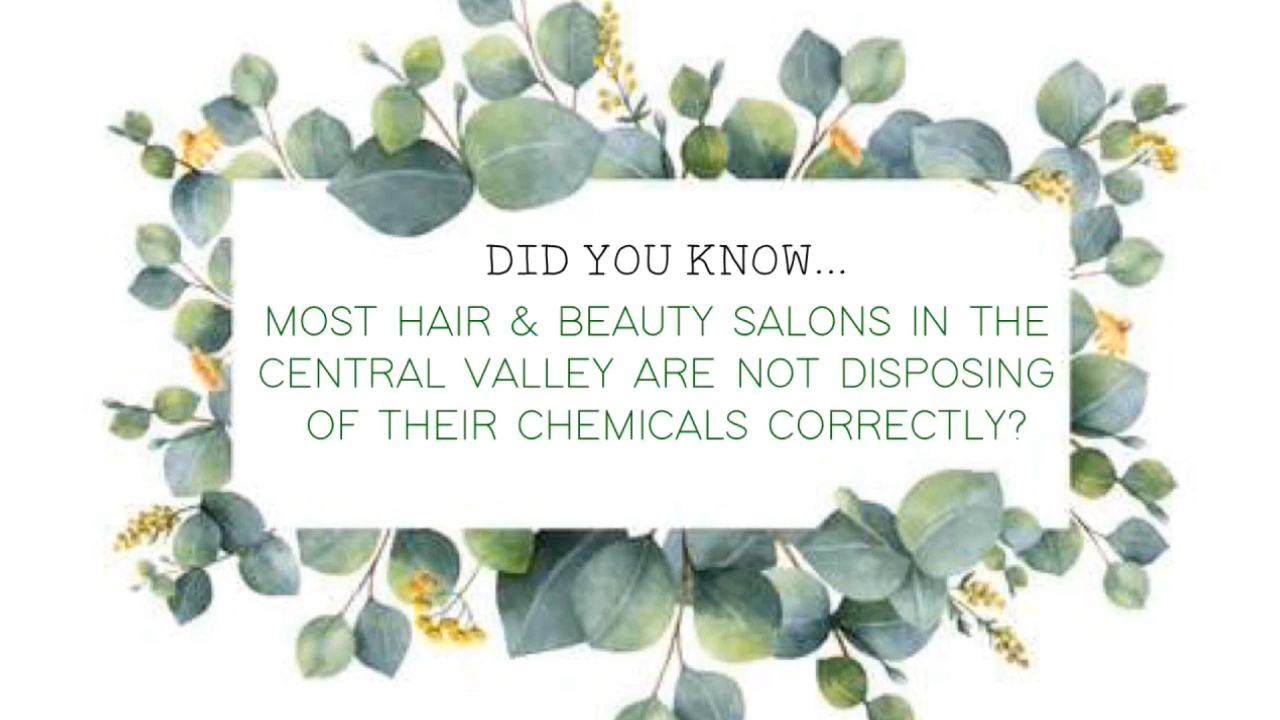 DID YOU KNOW...
MOST HAIR & BEAUTY SALONS IN THE
CENTRAL VALLEY ARE NOT DISPOSING
OF THEIR CHEMICALS CORRECTLY?